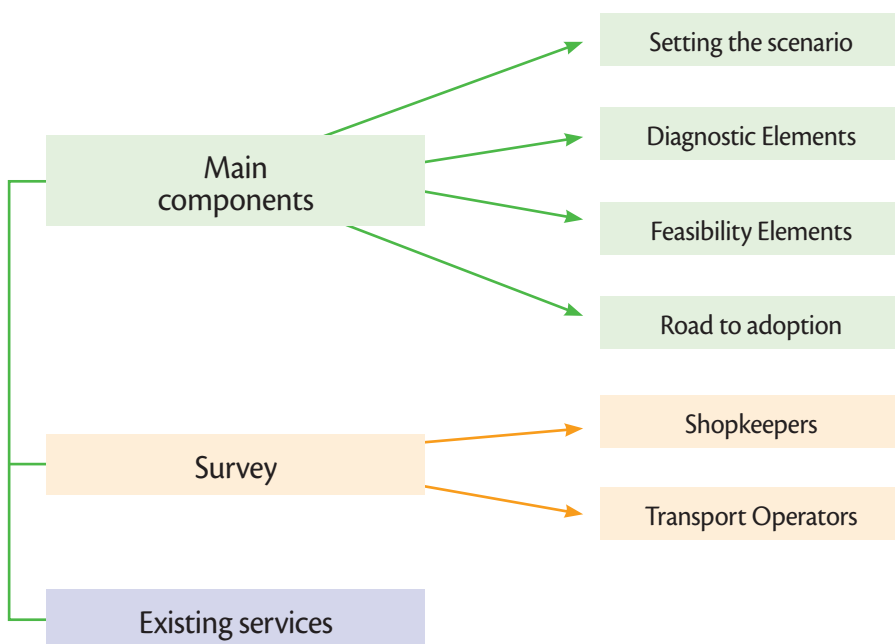 Main
components
Setting the scenario
Diagnostic Elements
Feasibility Elements
Road to adoption
Survey
Shopkeepers
Transport Operators
Existing services